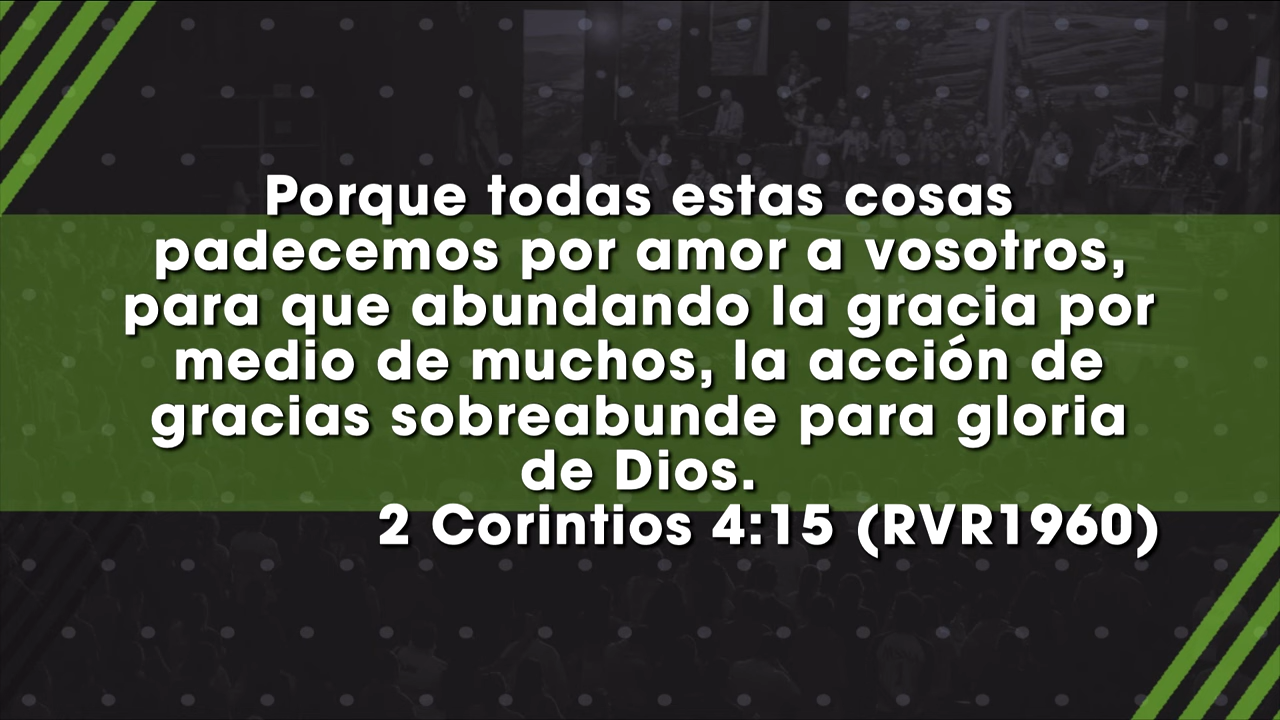 Porque todas estas cosas
padecemos por amor a vosotros,
para que abundando la gracia por
medio de muchos, la acción de
gracias sobreabunde para gloria
de Dios.
2 Corintios 4:15 (RVR1960)